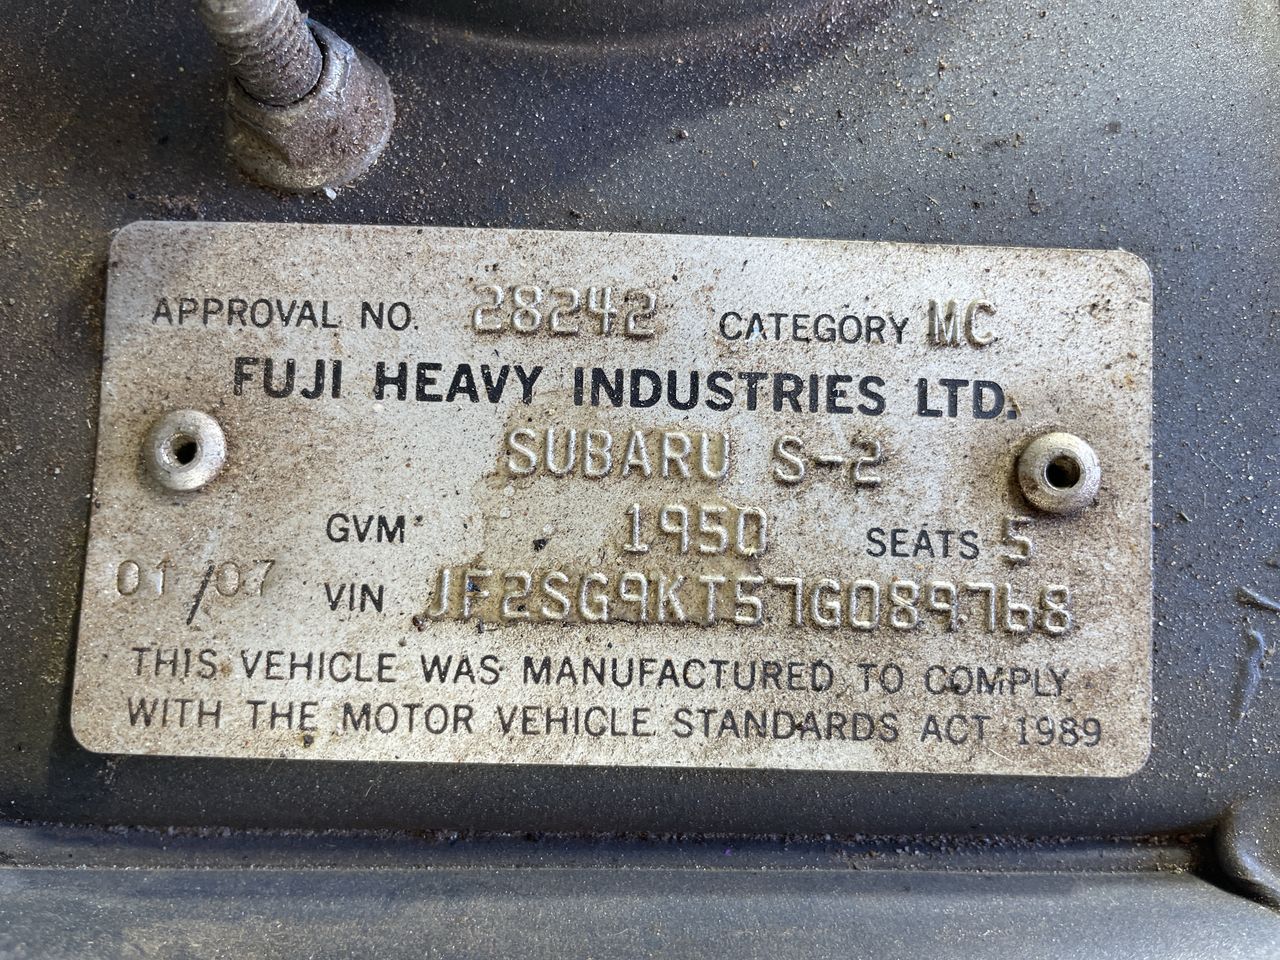 APPROVAL NO. 28242 CATEGORY MC
FUJI HEAVY INDUSTRIES LTD.
SUBARU S-2
GVM 1950 SEATS 5
01/07 VIN JF2SG9KT57G089768
THIS VEHICLE WAS MANUFACTURED TO COMPLY
WITH THE MOTOR VEHICLE STANDARDS ACT 1989